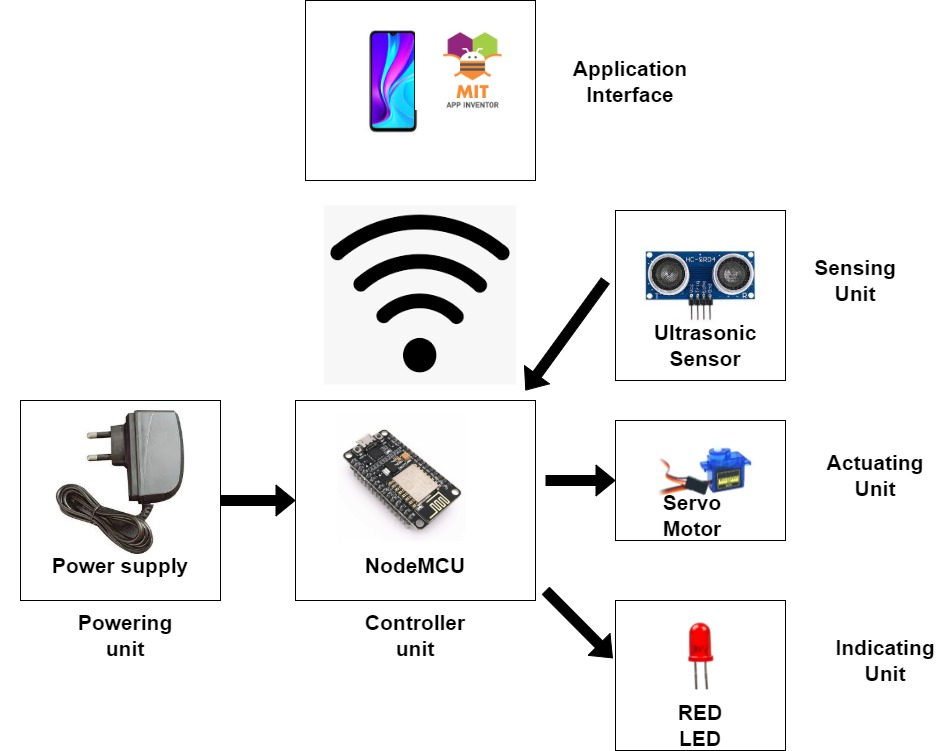 MIT
APP INVENTOR
Application
Interface
HC-SR04
Ultrasonic
Sensor
Sensing
Unit
Power supply
Powering
unit
NodeMCU
Controller
unit
Servo
Motor
Actuating
Unit
RED
LED
Indicating
Unit